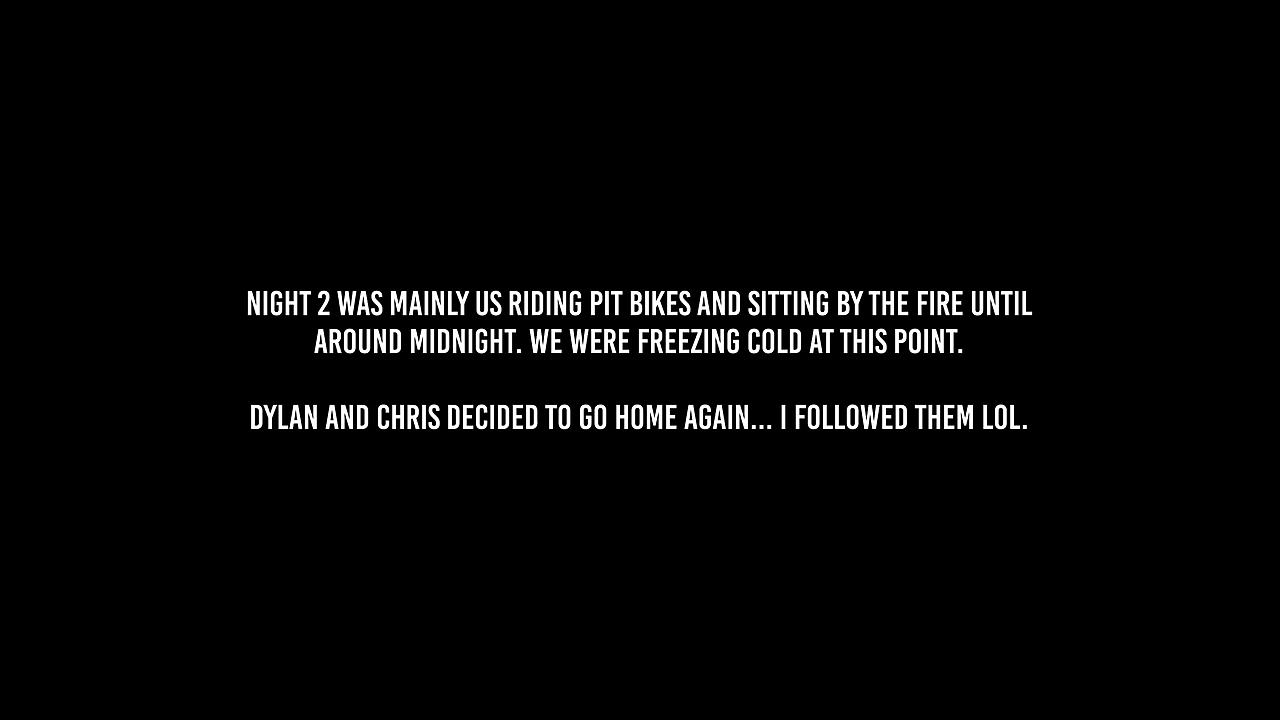 NIGHT 2 WAS MAINLY US RIDING PIT BIKES AND SITTING BY THE FIRE UNTIL
AROUND MIDNIGHT. WE WERE FREEZING COLD AT THIS POINT.
DYLAN AND CHRIS DECIDED TO GO HOME AGAIN... I FOLLOWED THEM LOL.